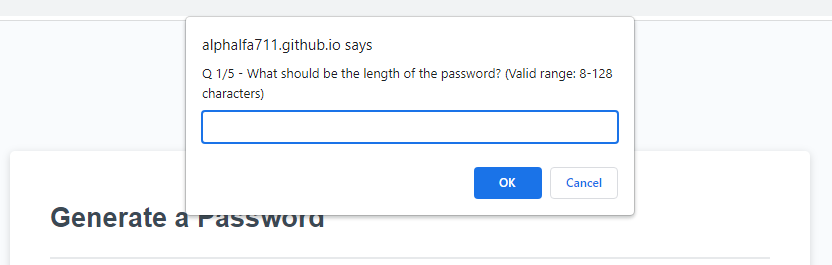 alphalfa711.github.io says
Q 1/5 - What should be the length of the password? (Valid range: 8-128
characters)
OK
Cancel
Generate a Password